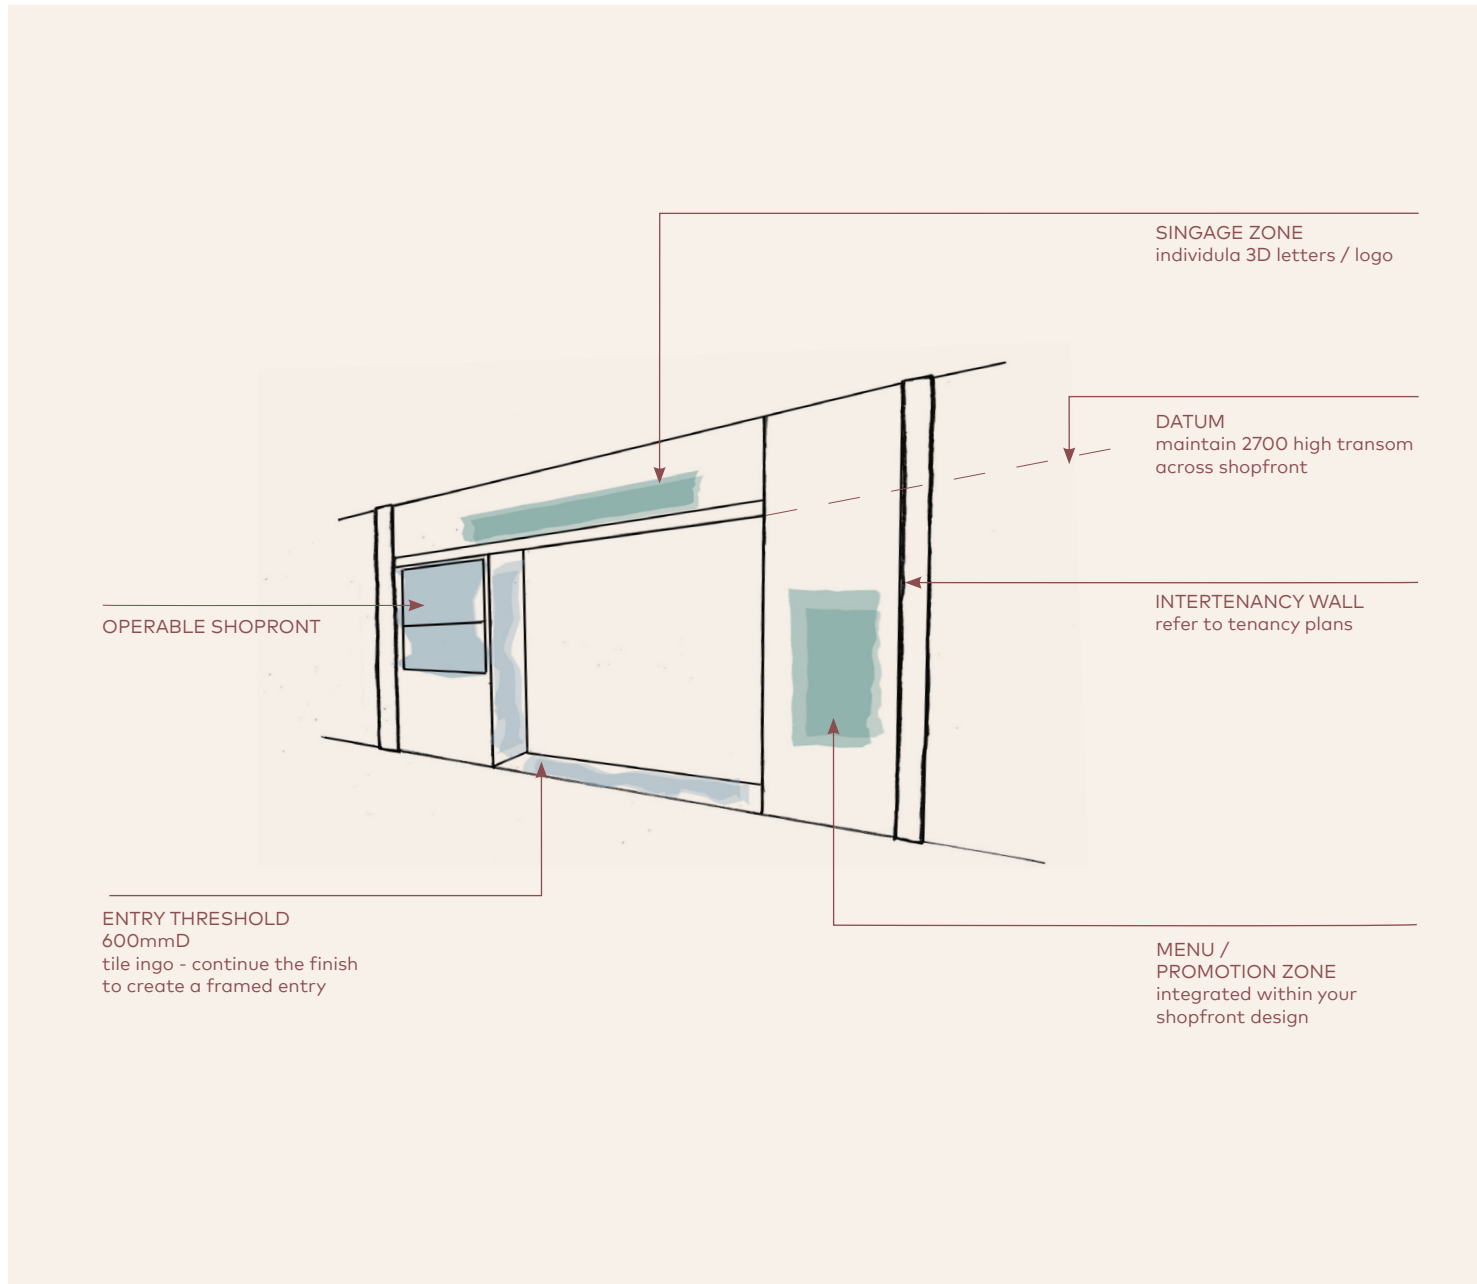 SINGAGE ZONE
individula 3D letters / logo
DATUM
maintain 2700 high transom
across shopfront
INTERTENANCY WALL
refer to tenancy plans
OPERABLE SHOPRONT
ENTRY THRESHOLD
600mmD
tile ingo - continue the finish
to create a framed entry
MENU /
PROMOTION ZONE
integrated within your
shopfront design